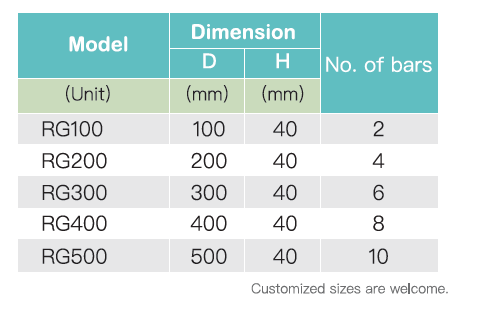 Model Dimension No. of bars
D H
(Unit) (mm) (mm)
RG100 100 40 2
RG200 200 40 4
RG300 300 40 6
RG400 400 40 8
RG500 500 40 10
Customized sizes are welcome.